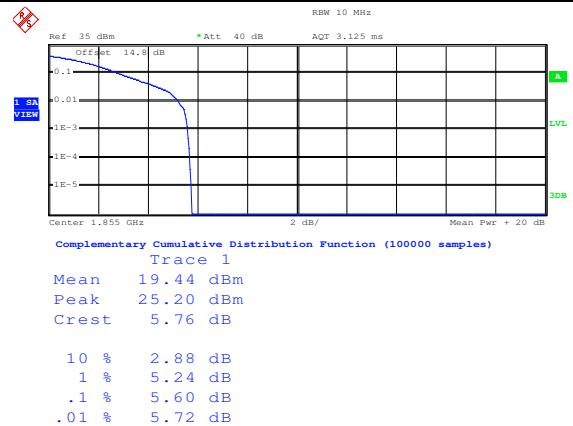 RBW 10 MHz
Ref 35 dBm *Att 40 dB AQT 3.125 ms
Offset 14.8 dB
0.1
A
1 SA
VIEW
0.01
LVL
1E-3
1E-4
1E-5
3DB
Center 1.855 GHz 2 dB/ Mean Pwr + 20 dB
Complementary Cumulative Distribution Function (100000 samples)
Trace 1
Mean 19.44 dBm
Peak 25.20 dBm
Crest 5.76 dB
10 % 2.88 dB
1 % 5.24 dB
.1 % 5.60 dB
.01 % 5.72 dB